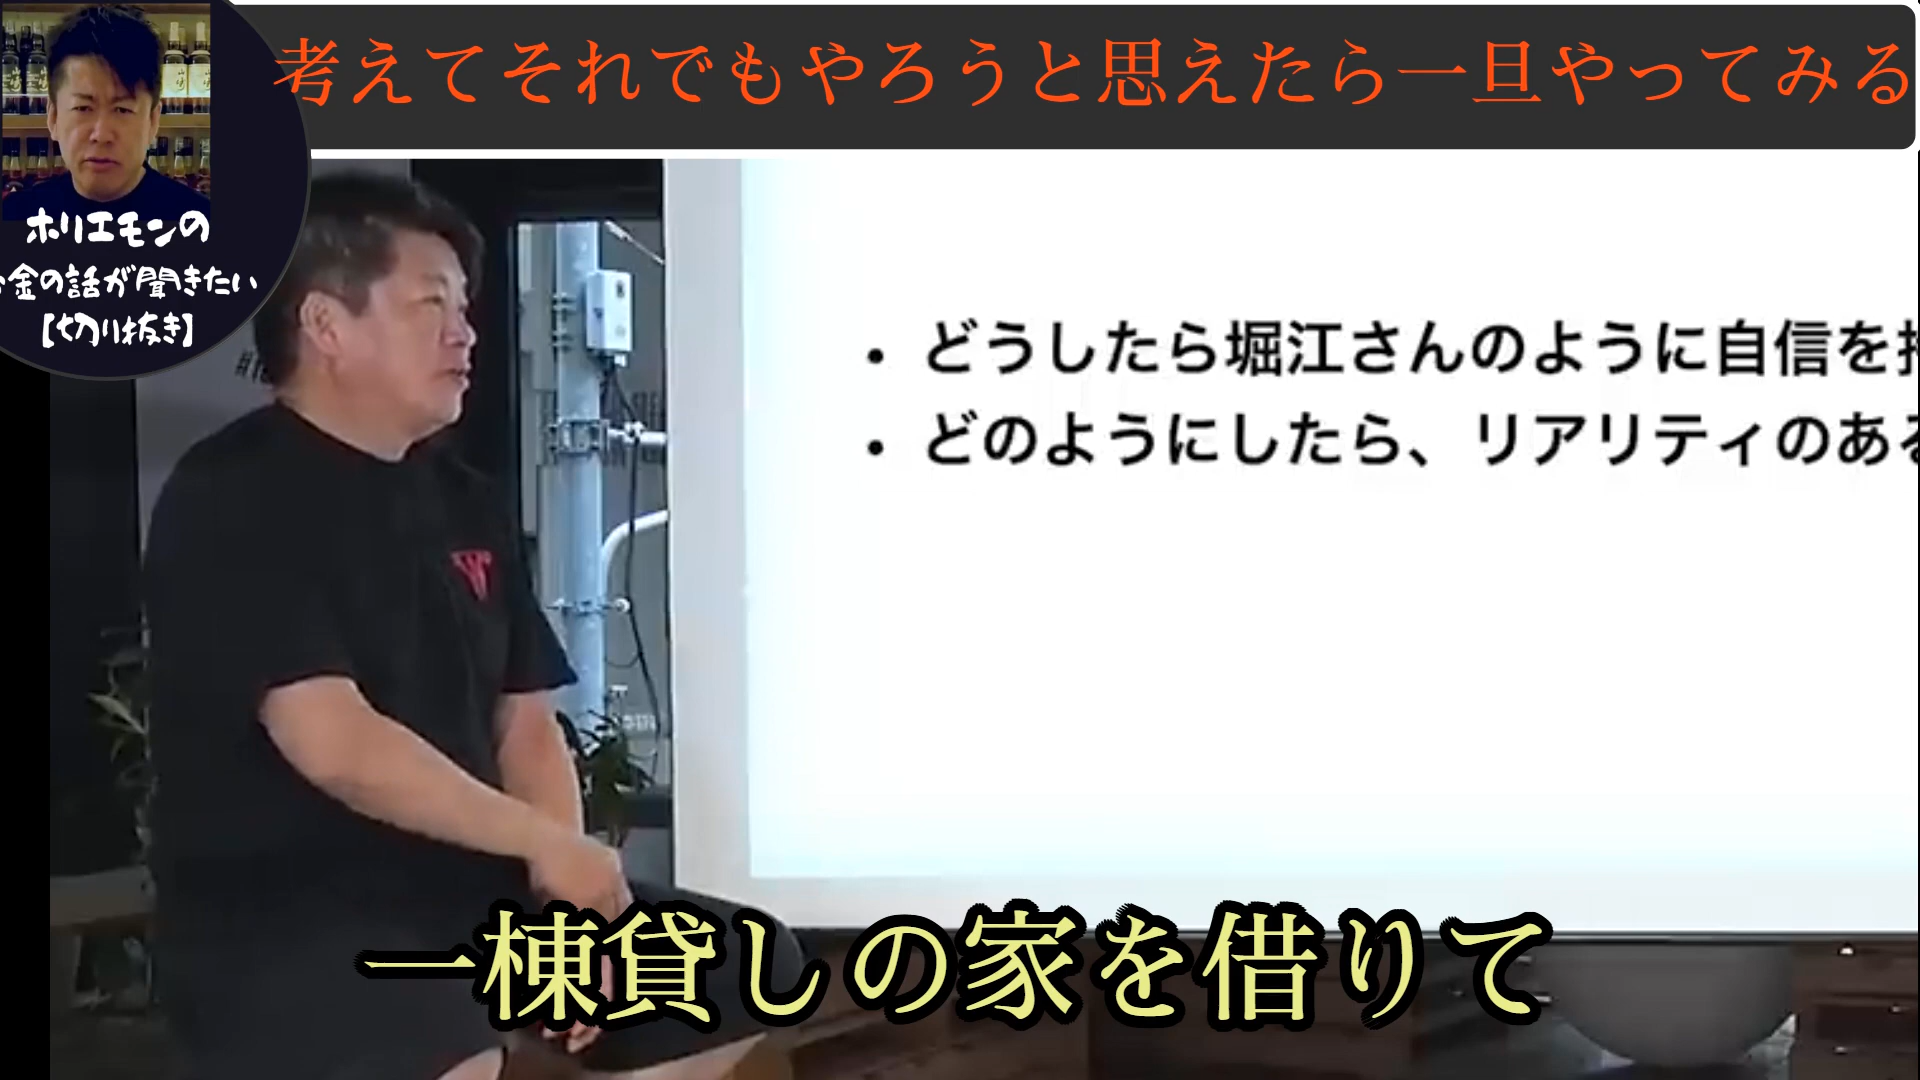 考えてそれでもやろうと思えたら一旦やってみる
ホリエモンの
金の話が聞きたい
【切り抜き】
・どうしたら堀江さんのように自信を
・どのようにしたら、リアリティのある
一棟貸しの家を借りて